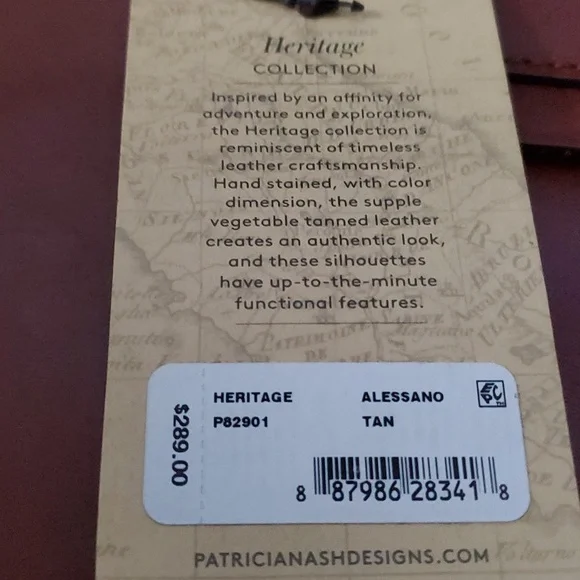 Heritage
COLLECTION
Inspired by an affinity for
adventure and exploration,
the Heritage collection is
reminiscent of timeless
leather craftsmanship.
Hand stained, with color
dimension, the supple
vegetable tanned leather
creates an authentic look,
and these silhouettes
have up-to-the-minute
functional features.
PATRIMOINE
DE
HERITAGE ALESSANO
P82901 TAN
$289.00
8 87986 28341 8
PATRICIANASHDESIGNS.COM